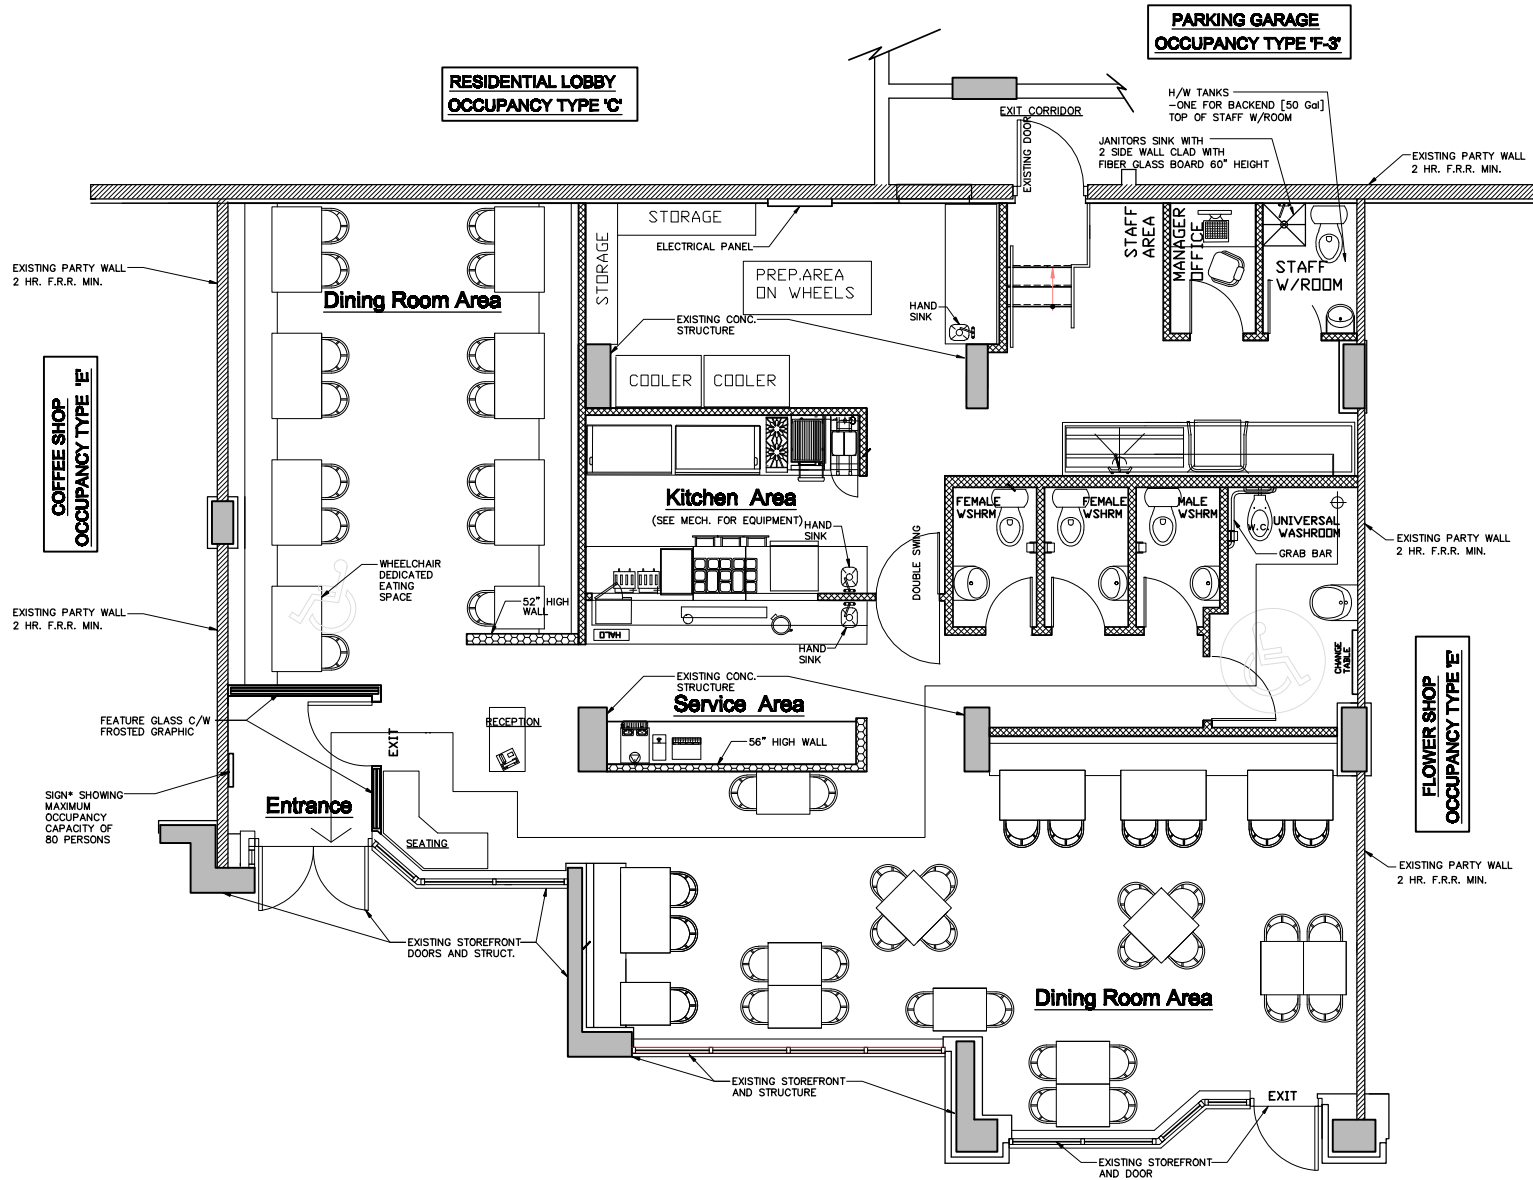 PARKING GARAGE
OCCUPANCY TYPE 'F-3'
RESIDENTIAL LOBBY
OCCUPANCY TYPE 'C'
H/W TANKS
-ONE FOR BACKEND [50 Gal]
TOP OF STAFF W/ROOM
EXIT CORRIDOR
EXISTING DOOR
JANITORS SINK WITH
2 SIDE WALL CLAD WITH
FIBER GLASS BOARD 60" HEIGHT
EXISTING PARTY WALL
2 HR. F.R.R. MIN.
STORAGE
STORAGE
ELECTRICAL PANEL
STAFF
AREA
MANAGER
OFFICE
STAFF
W/ROOM
EXISTING PARTY WALL
2 HR. F.R.R. MIN.
Dining Room Area
PREP.AREA
ON WHEELS
HAND
SINK
EXISTING CONC.
STRUCTURE
COOLER
COOLER
COFFEE SHOP
OCCUPANCY TYPE 'E'
Kitchen Area
(SEE MECH. FOR EQUIPMENT)
HAND
SINK
DOUBLE SWING
FEMALE
WSHRM
FEMALE
WSHRM
MALE
WSHRM
W.C.
UNIVERSAL
WASHROOM
GRAB BAR
EXISTING PARTY WALL
2 HR. F.R.R. MIN.
WHEELCHAIR
DEDICATED
EATING
SPACE
52" HIGH
WALL
HALO
EXISTING PARTY WALL
2 HR. F.R.R. MIN.
HAND
SINK
CHANGE
TABLE
EXISTING CONC.
STRUCTURE
Service Area
FLOWER SHOP
OCCUPANCY TYPE 'E'
FEATURE GLASS C/W
FROSTED GRAPHIC
EXIT
RECEPTION
56" HIGH WALL
SIGN* SHOWING
MAXIMUM
OCCUPANCY
CAPACITY OF
80 PERSONS
Entrance
SEATING
EXISTING PARTY WALL
2 HR. F.R.R. MIN.
EXISTING STOREFRONT
DOORS AND STRUCT.
Dining Room Area
EXISTING STOREFRONT
AND STRUCTURE
EXIT
EXISTING STOREFRONT
AND DOOR